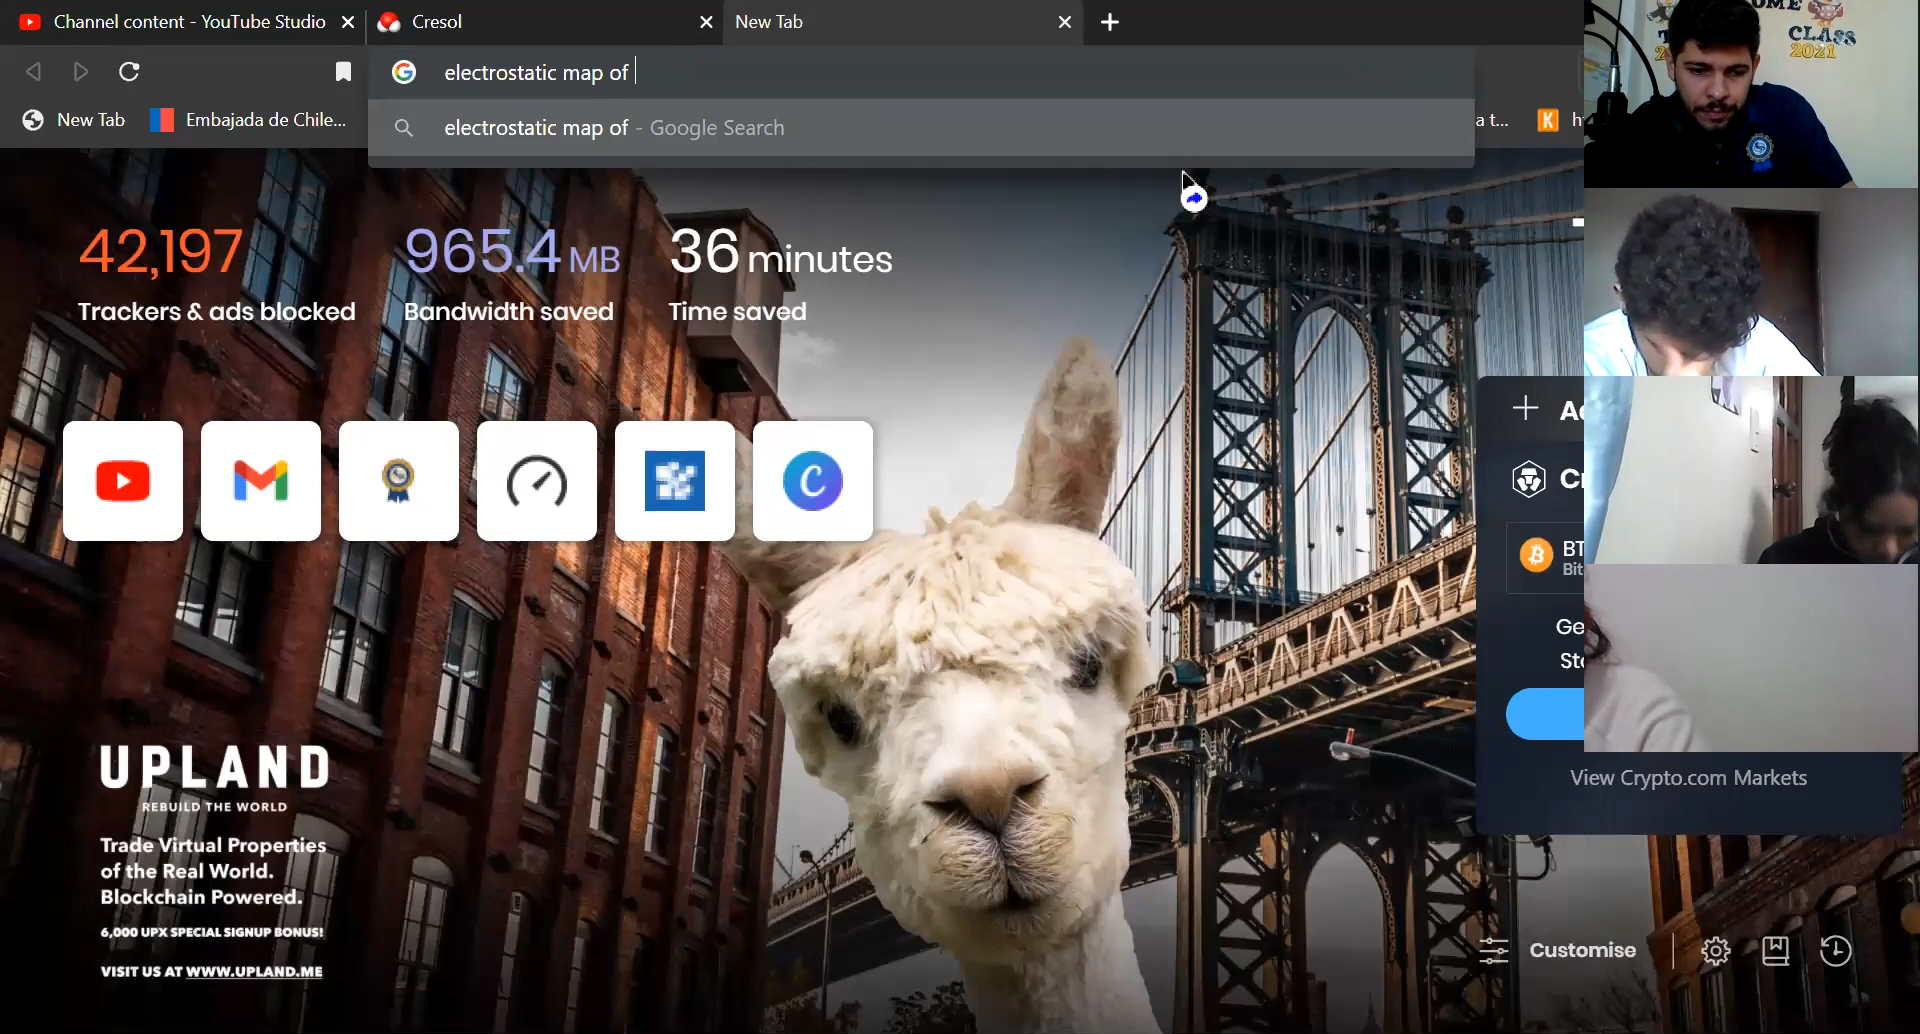 Channel content - YouTube Studio
Cresol
New Tab
electrostatic map of
New Tab
Embajada de Chile...
electrostatic map of - Google Search
a t...
CLASS
2021
42,197
965.4 MB
36 minutes
Trackers & ads blocked
Bandwidth saved
Time saved
UPLAND
REBUILD THE WORLD
Trade Virtual Properties
of the Real World.
Blockchain Powered.
6,000 UPX SPECIAL SIGNUP BONUS!
VISIT US AT WWW.UPLAND.ME
View Crypto.com Markets
Customise